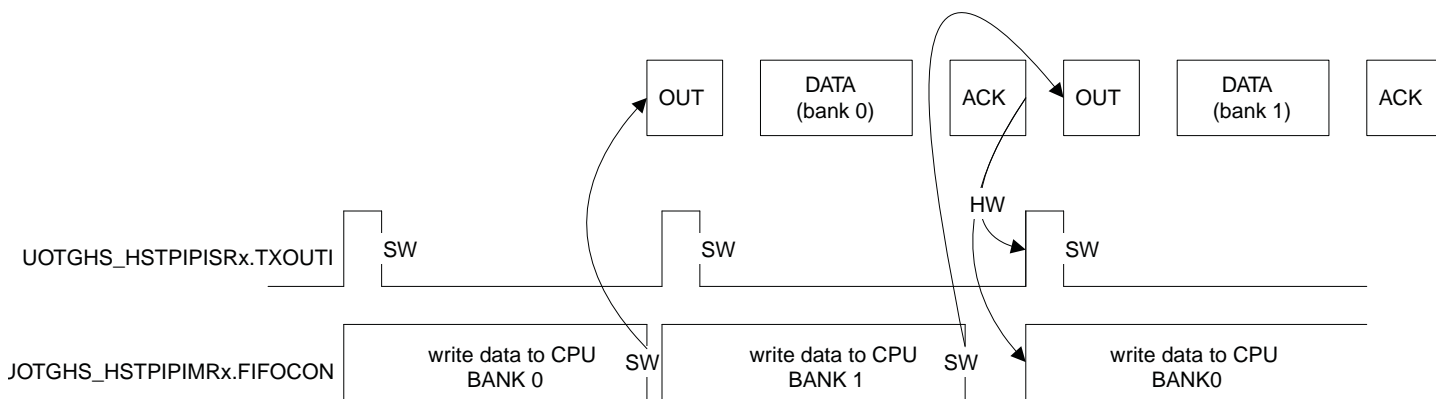 OUT
DATA
(bank 0)
ACK
OUT
DATA
(bank 1)
ACK
HW
UOTGHS_HSTPIPISRx.TXOUTI
SW
SW
SW
UOTGHS_HSTPIPIMRx.FIFOCON
write data to CPU
BANK 0
SW
write data to CPU
BANK 1
SW
write data to CPU
BANK0